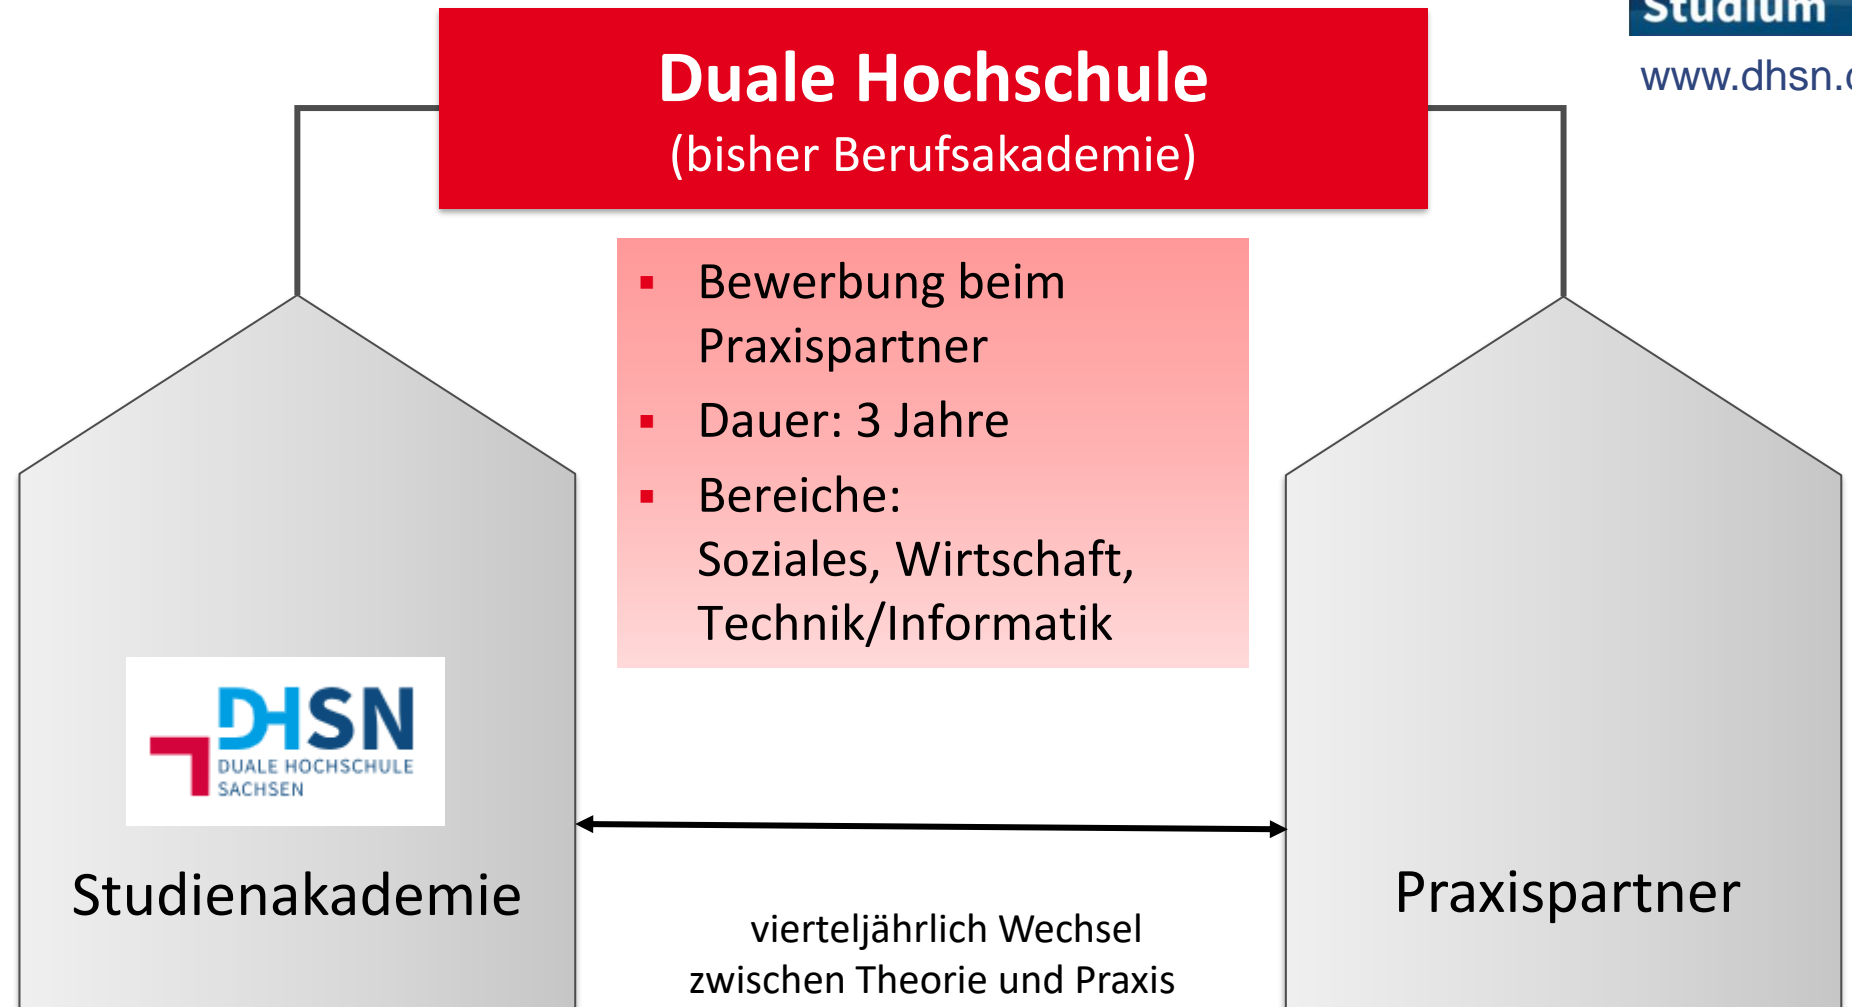 Studium
www.dhsn.
Duale Hochschule
(bisher Berufsakademie)
▪ Bewerbung beim
Praxispartner
▪ Dauer: 3 Jahre
▪ Bereiche:
Soziales, Wirtschaft,
Technik/Informatik
DHSN
DUALE HOCHSCHULE
SACHSEN
Studienakademie
Praxispartner
vierteljährlich Wechsel
zwischen Theorie und Praxis